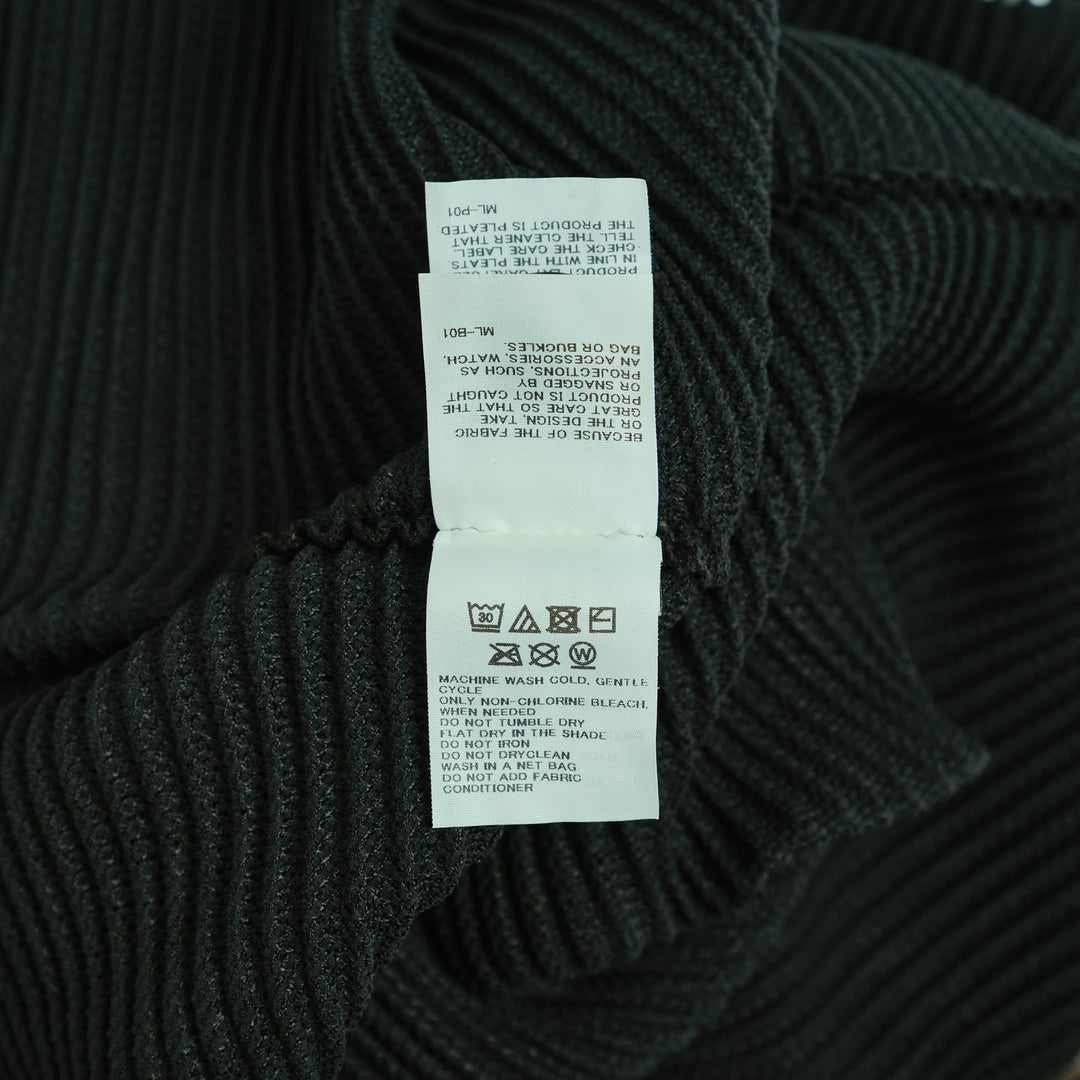 PRODUCT
IN LINE WITH THE PLEATS
CHECK THE CARE LABEL.
TELL THE CLEANER THAT
THE PRODUCT IS PLEATED
ML-P01
BECAUSE OF THE FABRIC
OR THE DESIGN, TAKE
GREAT CARE SO THAT THE
PRODUCT IS NOT CAUGHT
OR SNAGGED BY
PROJECTIONS, SUCH AS
AN ACCESSORIES, WATCH,
BAG OR BUCKLES.
ML-B01
30
W
MACHINE WASH COLD, GENTLE
CYCLE
ONLY NON-CHLORINE BLEACH,
WHEN NEEDED
DO NOT TUMBLE DRY
FLAT DRY IN THE SHADE
DO NOT IRON
DO NOT DRYCLEAN
WASH IN A NET BAG
DO NOT ADD FABRIC
CONDITIONER